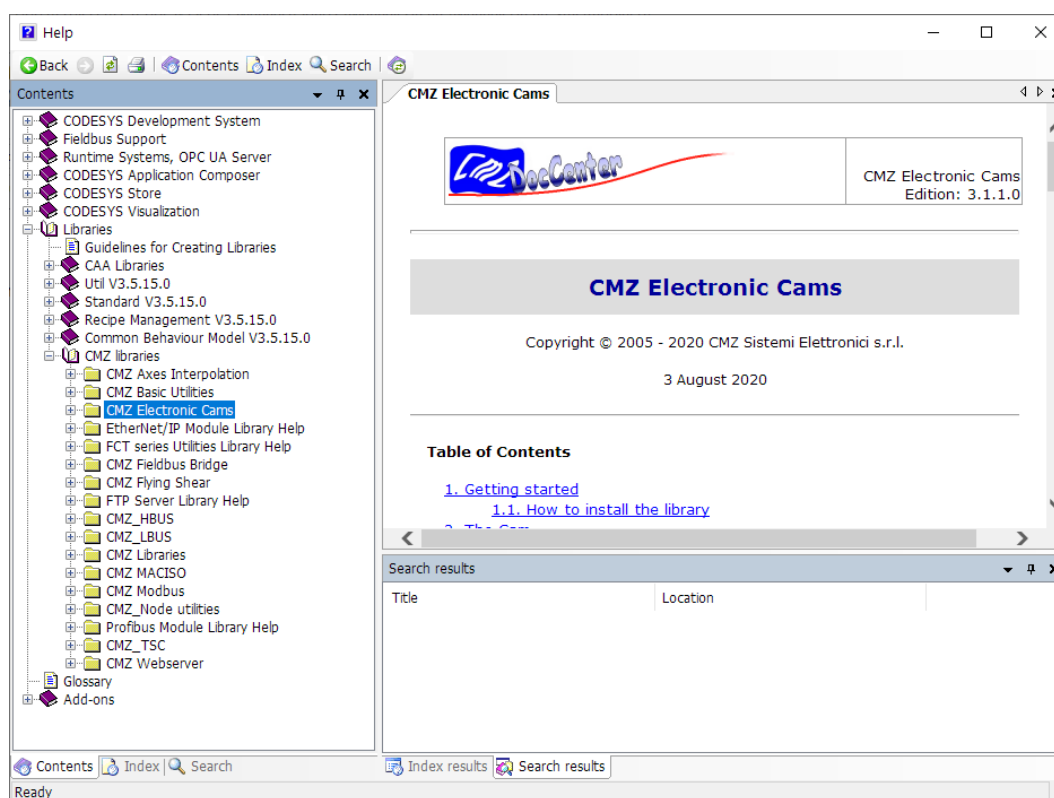 Help
Back Contents Index Search
Contents
CODESYS Development System
Fieldbus Support
Runtime Systems, OPC UA Server
CODESYS Application Composer
CODESYS Store
CODESYS Visualization
Libraries
Guidelines for Creating Libraries
CAA Libraries
Util V3.5.15.0
Standard V3.5.15.0
Recipe Management V3.5.15.0
Common Behaviour Model V3.5.15.0
CMZ libraries
CMZ Axes Interpolation
CMZ Basic Utilities
CMZ Electronic Cams
EtherNet/IP Module Library Help
FCT series Utilities Library Help
CMZ Fieldbus Bridge
CMZ Flying Shear
FTP Server Library Help
CMZ_HBUS
CMZ_LBUS
CMZ Libraries
CMZ MACISO
CMZ Modbus
CMZ_Node utilities
Profibus Module Library Help
CMZ_TSC
CMZ Webserver
Glossary
Add-ons
Contents Index Search
CMZ Electronic Cams
CMZ DocCenter
CMZ Electronic Cams
Edition: 3.1.1.0
CMZ Electronic Cams
Copyright © 2005 - 2020 CMZ Sistemi Elettronici s.r.l.
3 August 2020
Table of Contents
1. Getting started
1.1. How to install the library
2. The Cam
Search results
Title Location
Index results Search results
Ready